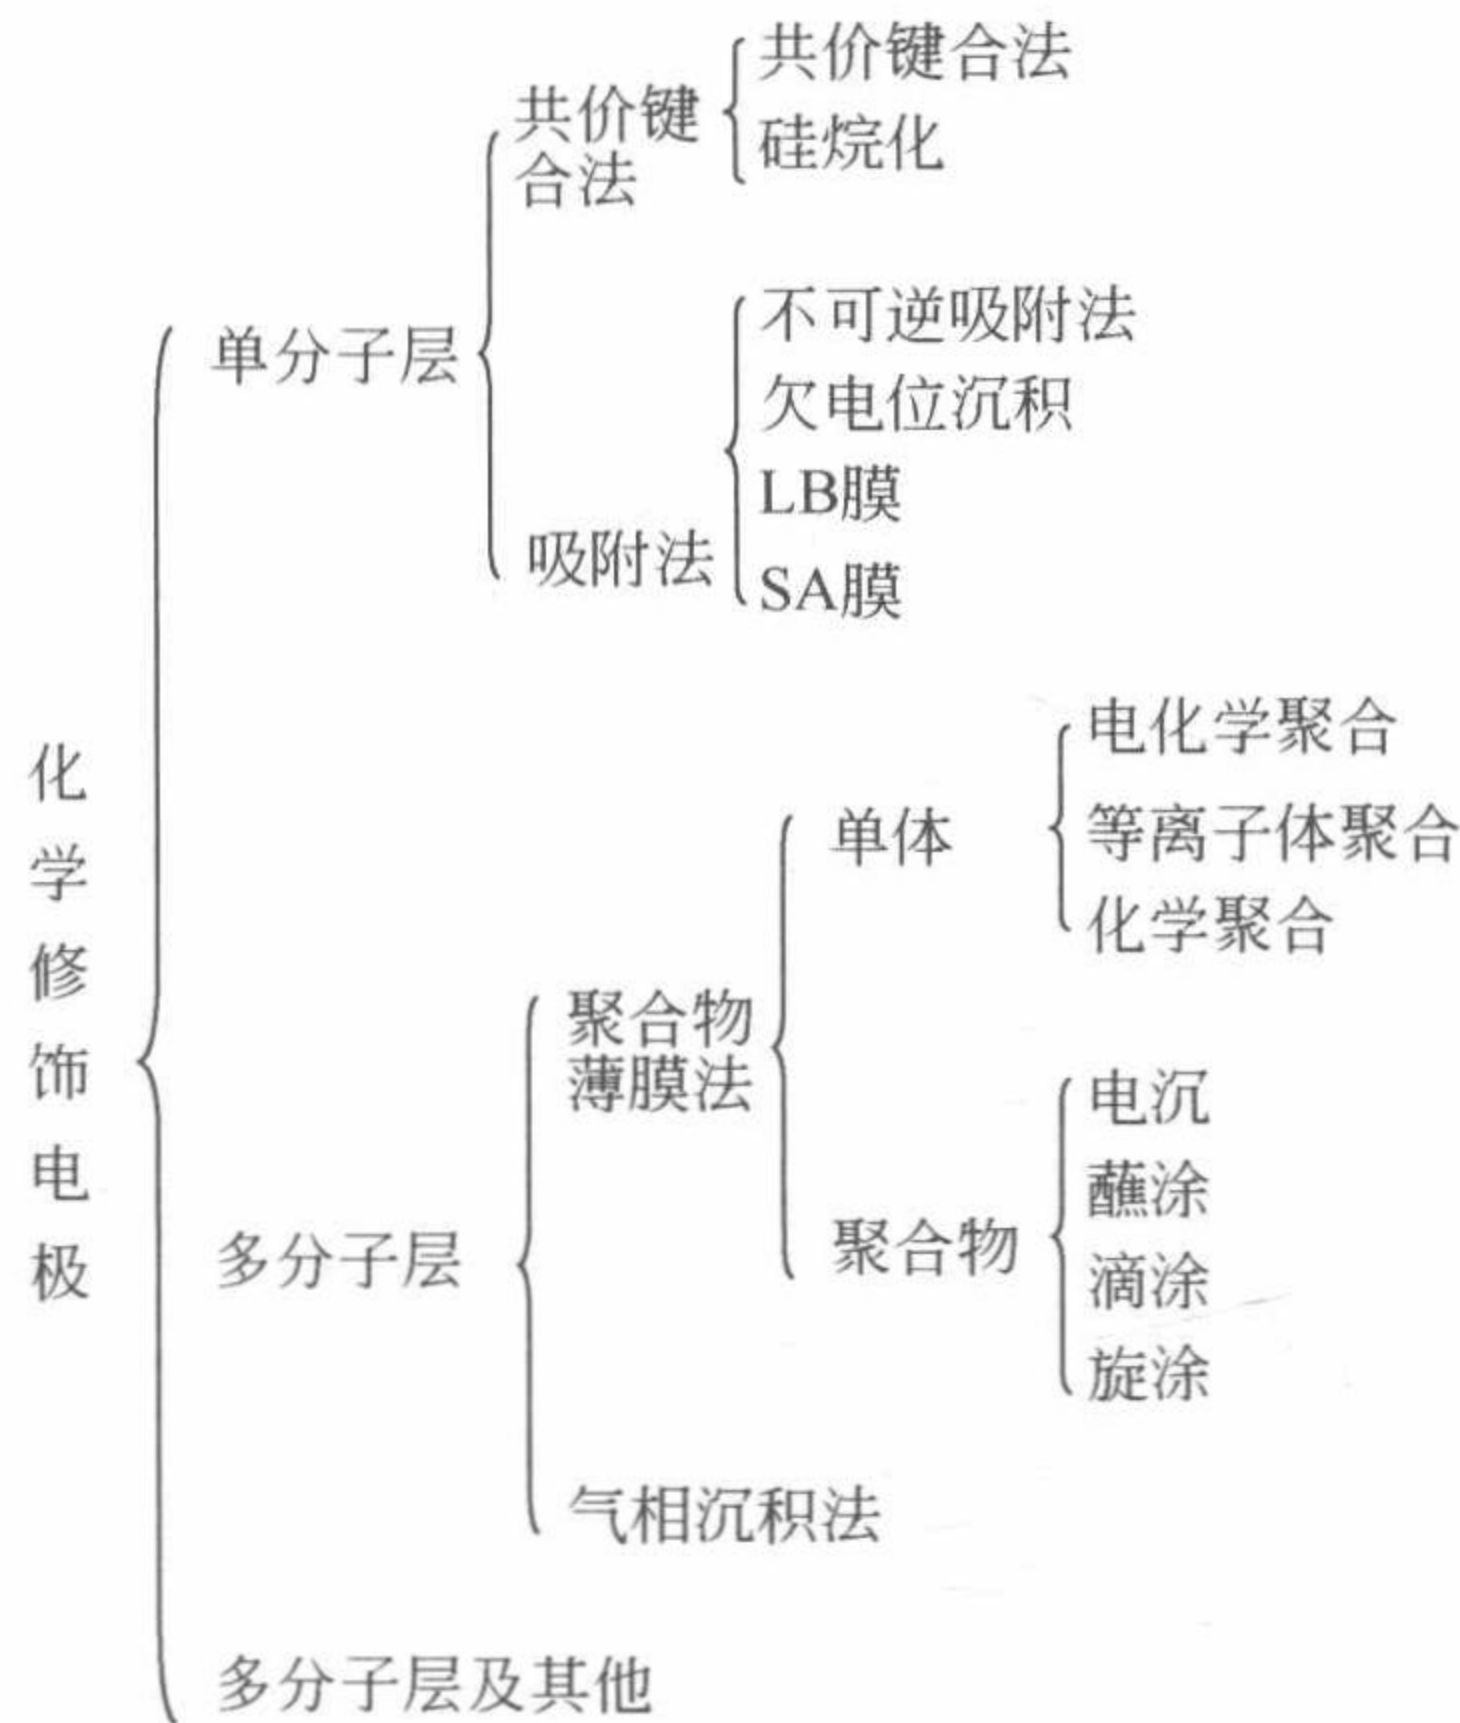 化学修饰电极
单分子层
共价键
合法
共价键合法
硅烷化
吸附法
不可逆吸附法
欠电位沉积
LB膜
SA膜
多分子层
聚合物
薄膜法
单体
电化学聚合
等离子体聚合
化学聚合
聚合物
电沉
蘸涂
滴涂
旋涂
气相沉积法
多分子层及其他